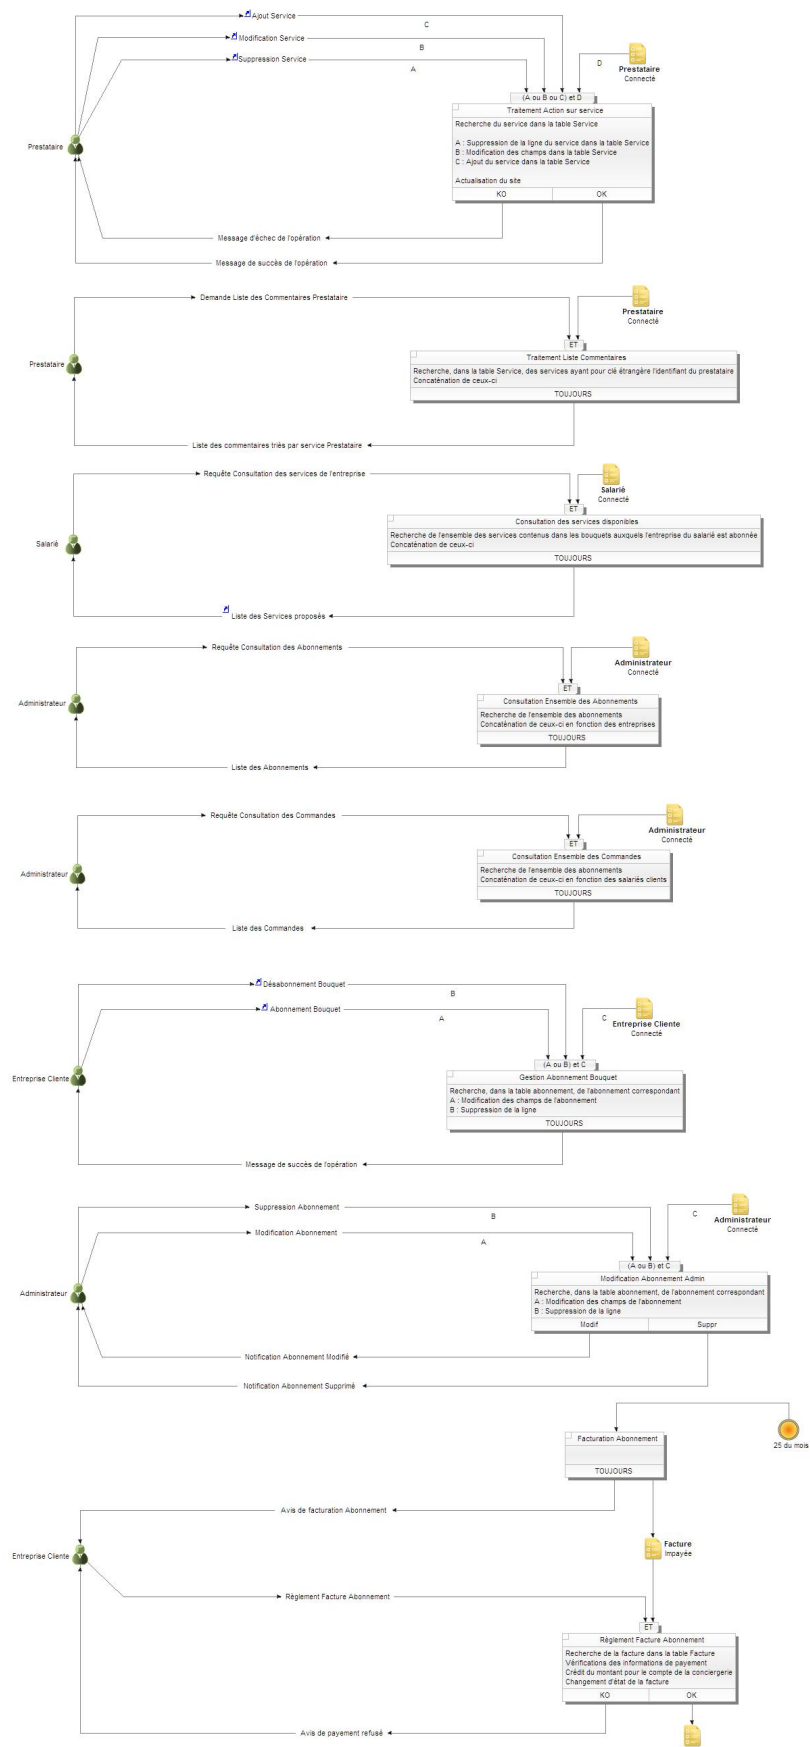 Ajout Service
C
Modification Service
B
Suppression Service
A
D
Prestataire
Connecté
(A ou B ou C) et D
Traitement Action sur service
Recherche du service dans la table Service
A : Suppression de la ligne du service dans la table Service
B : Modification des champs dans la table Service
C : Ajout du service dans la table Service
Actualisation du site
KO
OK
Prestataire
Message d'échec de l'opération
Message de succès de l'opération
Demande Liste des Commentaires Prestataire
Prestataire
Connecté
ET
Traitement Liste Commentaires
Recherche, dans la table Service, des services ayant pour clé étrangère l'identifiant du prestataire
Concaténation de ceux-ci
TOUJOURS
Prestataire
Liste des commentaires triés par service Prestataire
Requête Consultation des services de l'entreprise
Salarié
Connecté
ET
Consultation des services disponibles
Recherche de l'ensemble des services contenus dans les bouquets auxquels l'entreprise du salarié est abonnée
Concaténation de ceux-ci
TOUJOURS
Salarié
Liste des Services proposés
Requête Consultation des Abonnements
Administrateur
Connecté
ET
Consultation Ensemble des Abonnements
Recherche de l'ensemble des abonnements
Concaténation de ceux-ci en fonction des entreprises
TOUJOURS
Administrateur
Liste des Abonnements
Requête Consultation des Commandes
Administrateur
Connecté
ET
Consultation Ensemble des Commandes
Recherche de l'ensemble des abonnements
Concaténation de ceux-ci en fonction des salariés clients
TOUJOURS
Administrateur
Liste des Commandes
Désabonnement Bouquet
B
Abonnement Bouquet
A
C
Entreprise Cliente
Connecté
(A ou B) et C
Gestion Abonnement Bouquet
Recherche, dans la table abonnement, de l'abonnement correspondant
A : Modification des champs de l'abonnement
B : Suppression de la ligne
TOUJOURS
Entreprise Cliente
Message de succès de l'opération
Suppression Abonnement
B
Modification Abonnement
A
C
Administrateur
Connecté
(A ou B) et C
Modification Abonnement Admin
Recherche, dans la table abonnement, de l'abonnement correspondant
A : Modification des champs de l'abonnement
B : Suppression de la ligne
Modif
Suppr
Administrateur
Notification Abonnement Modifié
Notification Abonnement Supprimé
25 du mois
Facturation Abonnement
TOUJOURS
Avis de facturation Abonnement
Entreprise Cliente
Facture
Impayée
Règlement Facture Abonnement
ET
Règlement Facture Abonnement
Recherche de la facture dans la table Facture
Vérifications des informations de payement
Crédit du montant pour le compte de la conciergerie
Changement d'état de la facture
KO
OK
Avis de payement refusé